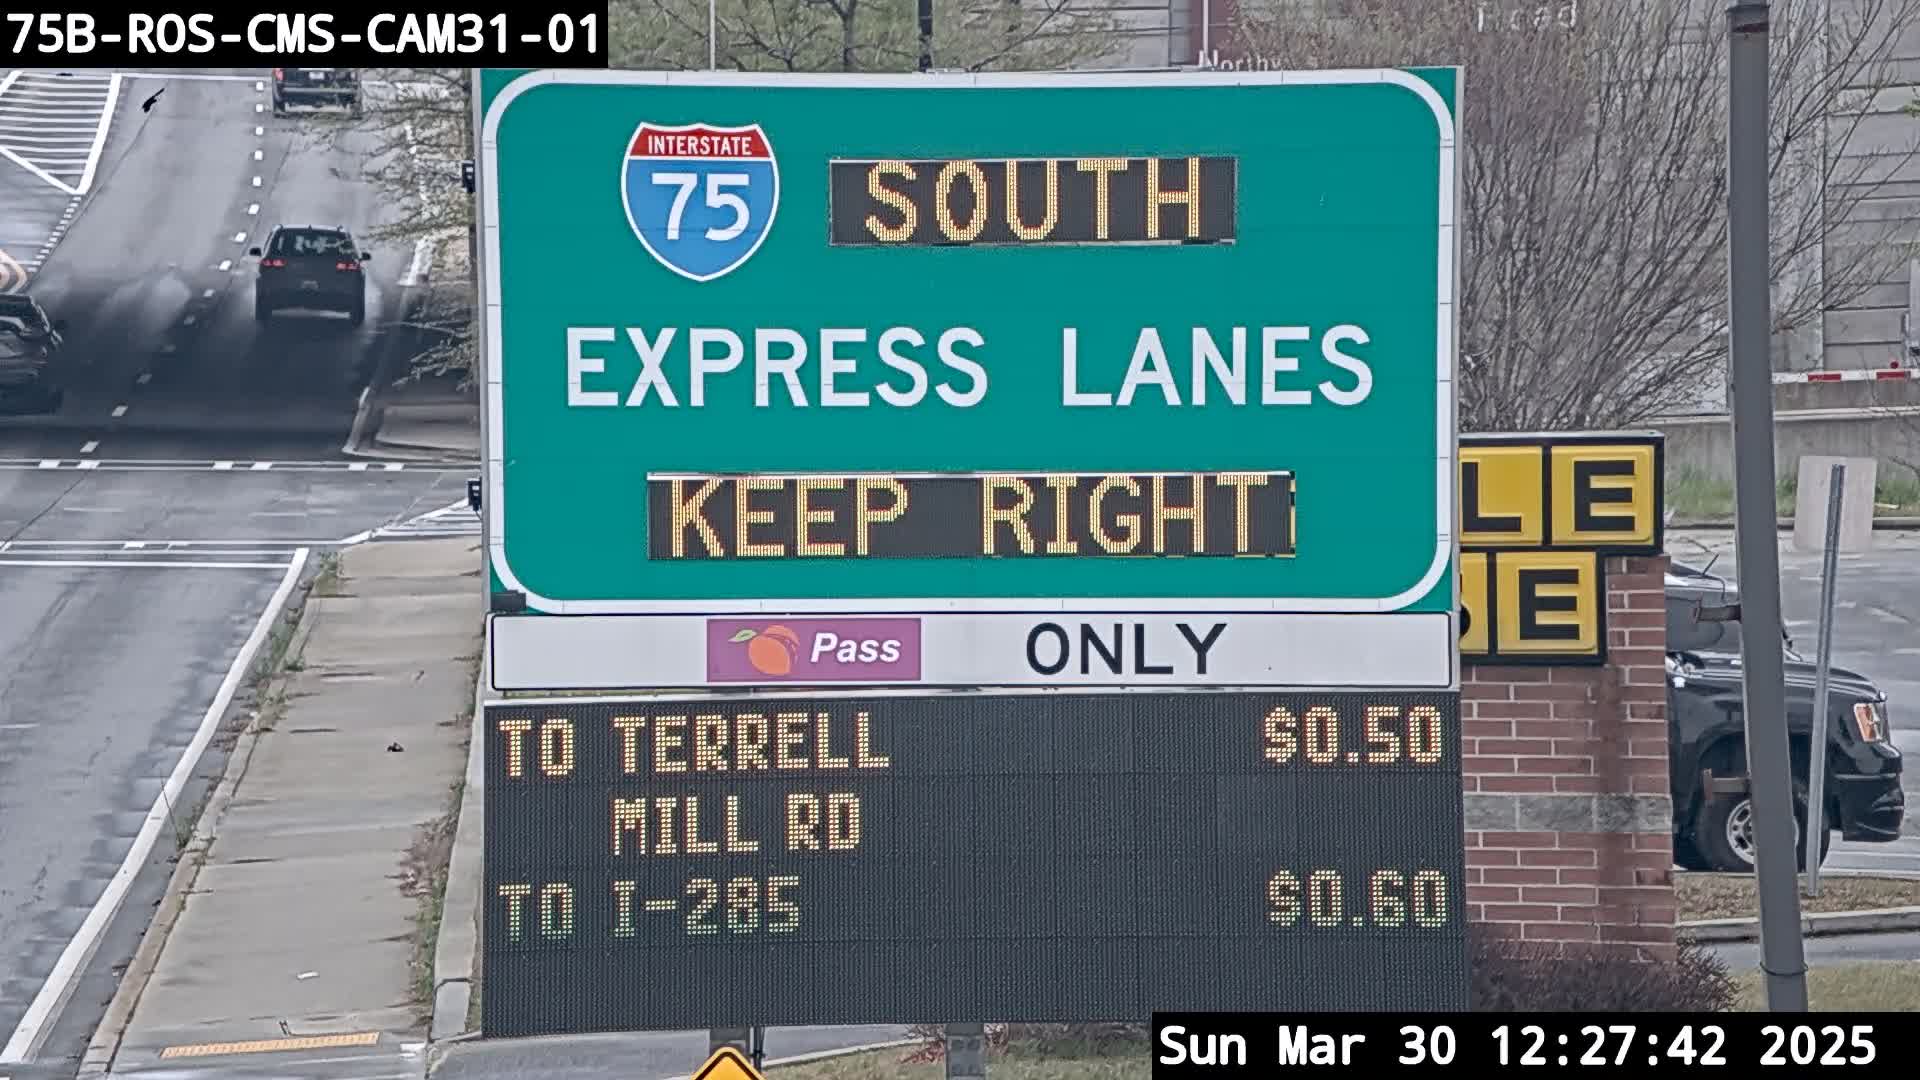 75B-ROS-CMS-CAM31-01
INTERSTATE
75
SOUTH
EXPRESS LANES
KEEP RIGHT
Pass ONLY
TO TERRELL $0.50
MILL RD
TO I-285 $0.60
LE
E
Sun Mar 30 12:27:42 2025